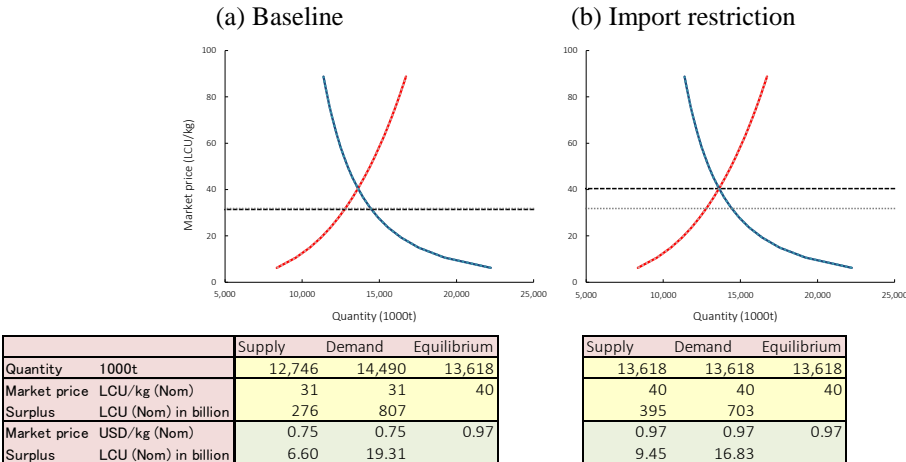 (a) Baseline
(b) Import restriction
100
80
60
40
20
0
Market price (LCU/kg)
5,000 10,000 15,000 20,000 25,000
Quantity (1000t)
100
80
60
40
20
0
5,000 10,000 15,000 20,000 25,000
Quantity (1000t)
Supply Demand Equilibrium
Quantity 1000t 12,746 14,490 13,618
Market price LCU/kg (Nom) 31 31 40
Surplus LCU (Nom) in billion 276 807
Market price USD/kg (Nom) 0.75 0.75 0.97
Surplus LCU (Nom) in billion 6.60 19.31
Supply Demand Equilibrium
13,618 13,618 13,618
40 40 40
395 703
0.97 0.97 0.97
9.45 16.83